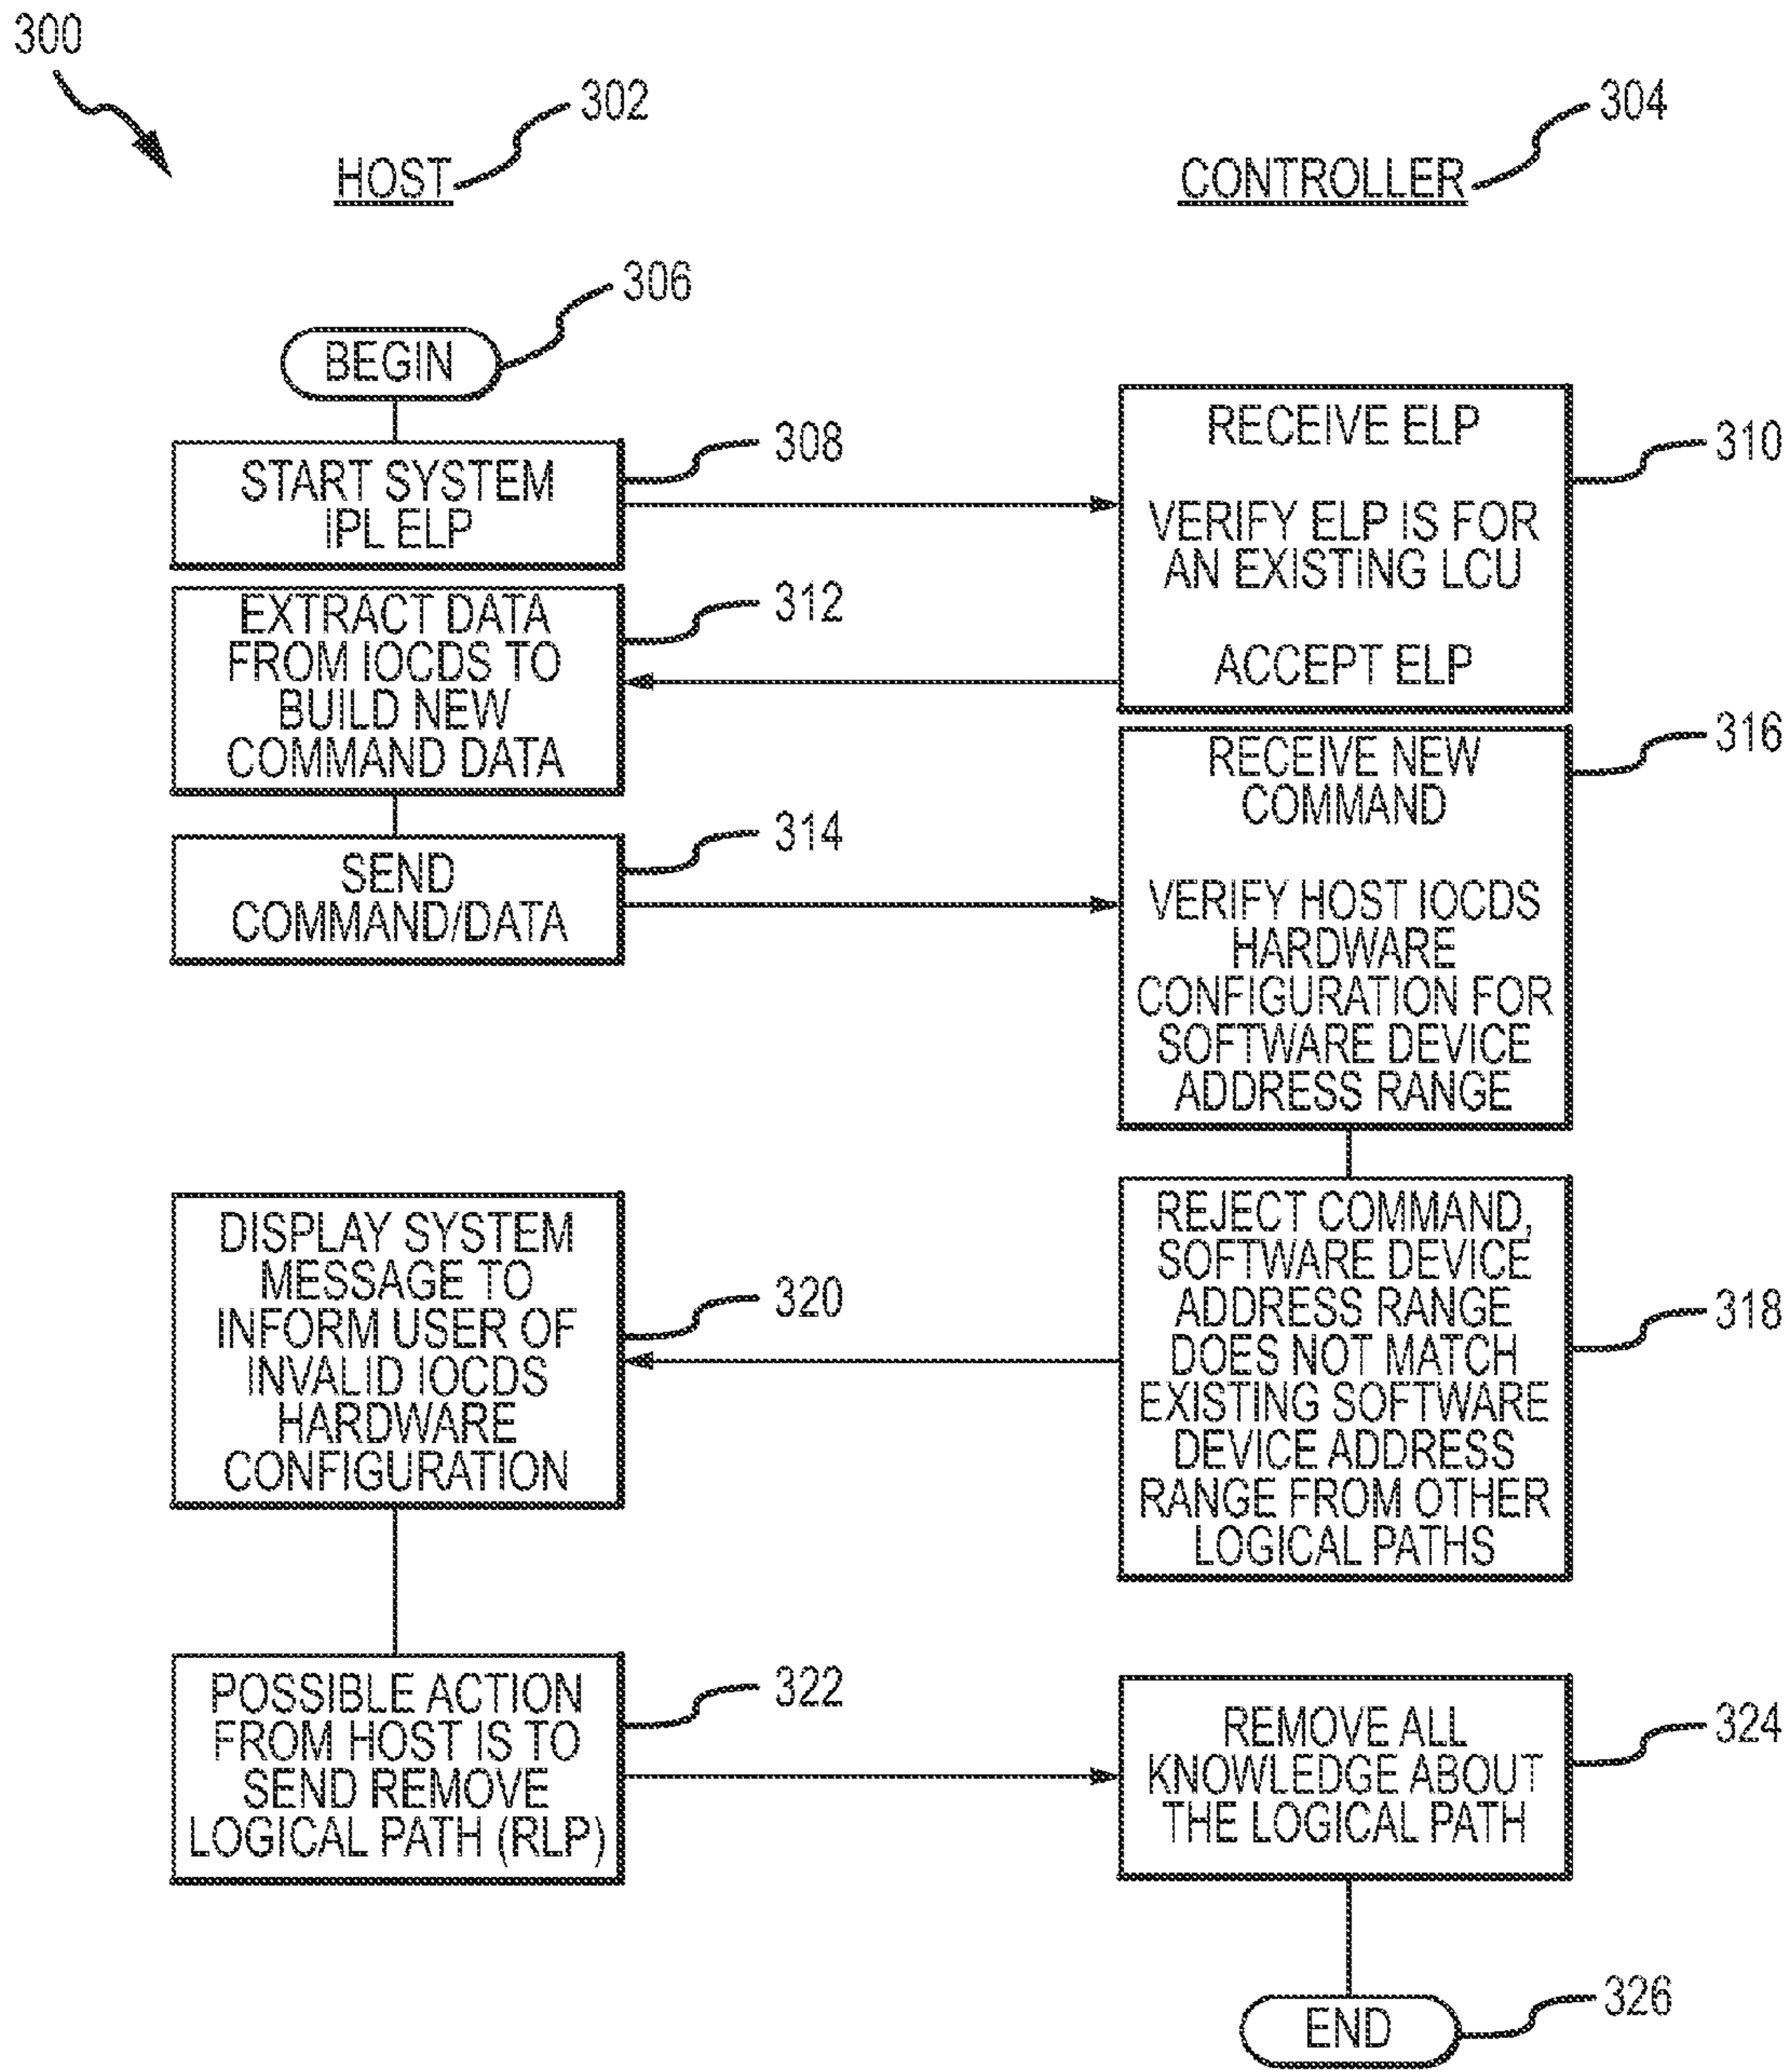 300
302
HOST
304
CONTROLLER
306
BEGIN
308
START SYSTEM
IPL ELP
310
RECEIVE ELP
VERIFY ELP IS FOR
AN EXISTING LCU
ACCEPT ELP
312
EXTRACT DATA
FROM IOCDS TO
BUILD NEW
COMMAND DATA
314
SEND
COMMAND/DATA
316
RECEIVE NEW
COMMAND
VERIFY HOST IOCDS
HARDWARE
CONFIGURATION FOR
SOFTWARE DEVICE
ADDRESS RANGE
318
REJECT COMMAND,
SOFTWARE DEVICE
ADDRESS RANGE
DOES NOT MATCH
EXISTING SOFTWARE
DEVICE ADDRESS
RANGE FROM OTHER
LOGICAL PATHS
320
DISPLAY SYSTEM
MESSAGE TO
INFORM USER OF
INVALID IOCDS
HARDWARE
CONFIGURATION
322
POSSIBLE ACTION
FROM HOST IS TO
SEND REMOVE
LOGICAL PATH (RLP)
324
REMOVE ALL
KNOWLEDGE ABOUT
THE LOGICAL PATH
326
END